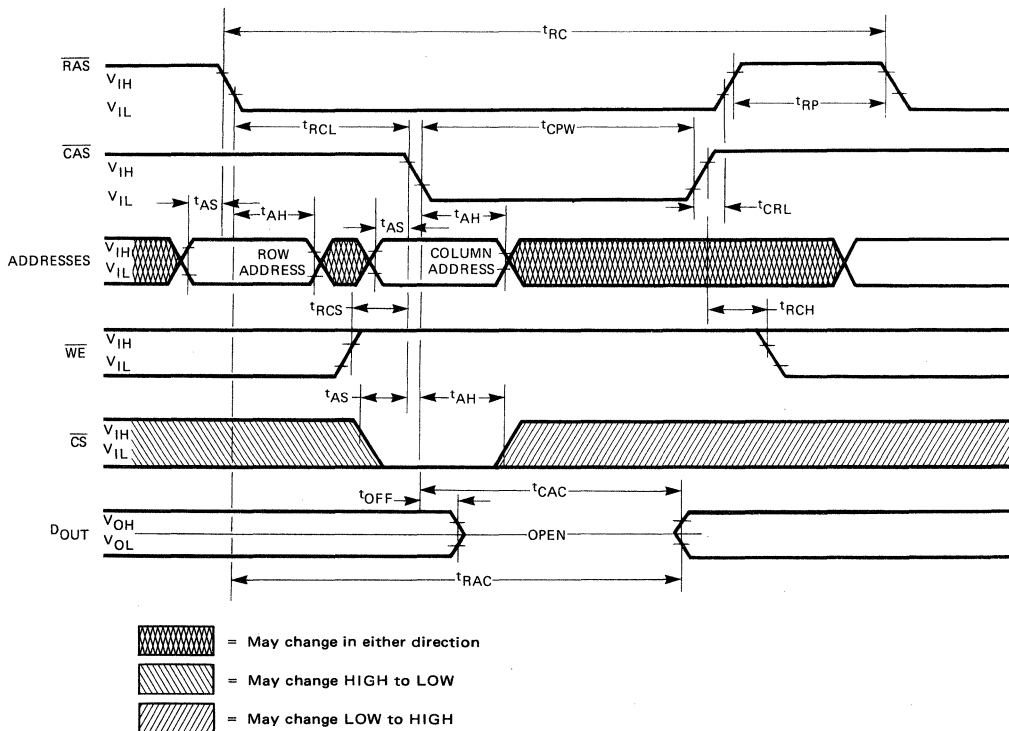 tRC
RAS
VIH
VIL
tRP
tRCL
tCPW
CAS
VIH
VIL
tCRL
tAS
tAH
tAS
tAH
ADDRESSES
VIH
VIL
ROW
ADDRESS
COLUMN
ADDRESS
tRCS
tRCH
WE
VIH
VIL
tAS
tAH
CS
VIH
VIL
tOFF
tCAC
DOUT
VOH
VOL
OPEN
tRAC
= May change in either direction
= May change HIGH to LOW
= May change LOW to HIGH